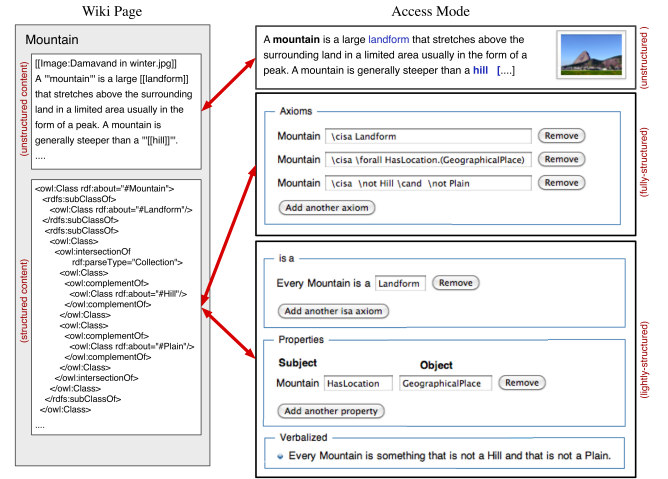 Wiki Page
Access Mode
Mountain
(unstructured content)
[[Image:Damavand in winter.jpg]]
A '''mountain''' is a large [[landform]]
that stretches above the surrounding
land in a limited area usually in the
form of a peak. A mountain is
generally steeper than a '''[[hill]]'''.
....
(structured content)
<owl:Class rdf:about="#Mountain">
<rdfs:subClassOf>
<owl:Class rdf:about="#Landform"/>
</rdfs:subClassOf>
<rdfs:subClassOf>
<owl:Class>
<owl:intersectionOf
rdf:parseType="Collection">
<owl:Class>
<owl:complementOf>
<owl:Class rdf:about="#Hill"/>
</owl:complementOf>
</owl:Class>
<owl:Class>
<owl:complementOf>
<owl:Class rdf:about="#Plain"/>
</owl:complementOf>
</owl:Class>
</owl:intersectionOf>
</owl:Class>
</rdfs:subClassOf>
</owl:Class>
....
A mountain is a large landform that stretches above the
surrounding land in a limited area usually in the form of a
peak. A mountain is generally steeper than a hill [....]
(unstructured )
Axioms
Mountain \cisa Landform Remove
Mountain \cisa \forall HasLocation.(GeographicalPlace) Remove
Mountain \cisa \not Hill \cand \not Plain Remove
Add another axiom
(fully-structured)
is a
Every Mountain is a Landform Remove
Add another isa axiom
Properties
Subject Object
Mountain HasLocation GeographicalPlace Remove
Add another property
Verbalized
Every Mountain is something that is not a Hill and that is not a Plain.
(lightly-structured)